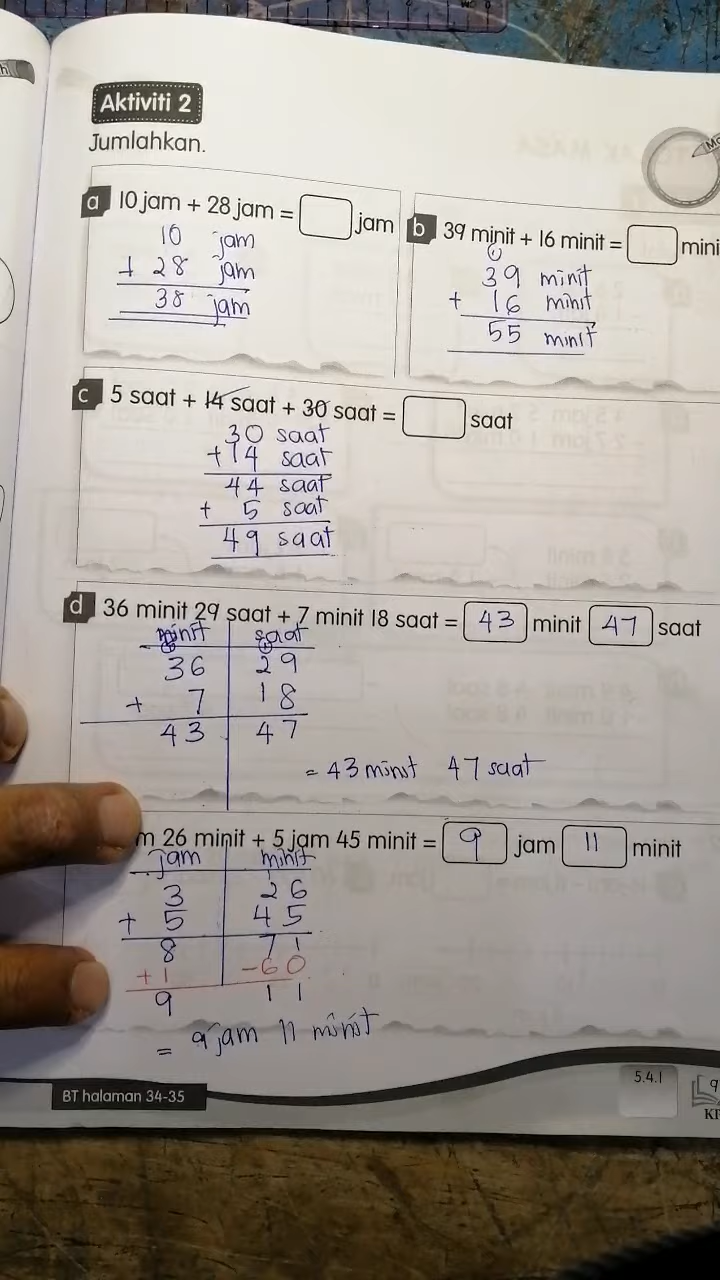 Aktiviti 2
Jumlahkan.
a 10 jam + 28 jam = jam
10 jam
+ 28 jam
38 jam
b 39 minit + 16 minit = mini
1
39 minit
+ 16 minit
55 minit
c 5 saat + 14 saat + 30 saat = saat
30 saat
+ 14 saat
44 saat
+ 5 saat
49 saat
d 36 minit 29 saat + 7 minit 18 saat = 43 minit 47 saat
minit saat
36 29
+ 7 18
43 47
= 43 minit 47 saat
m 26 minit + 5 jam 45 minit = 9 jam 11 minit
jam minit
3 26
+ 5 45
8 71
+1 -60
9 11
= 9 jam 11 minit
5.4.1
BT halaman 34-35